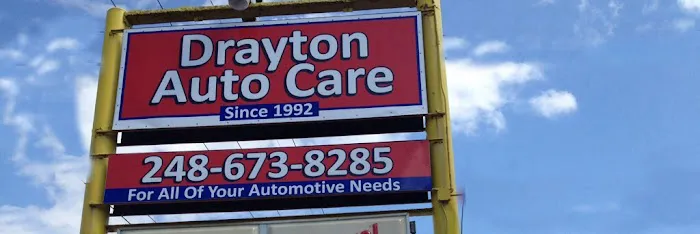 Drayton
Auto Care
Since 1992
248-673-8285
For All Of Your Automotive Needs